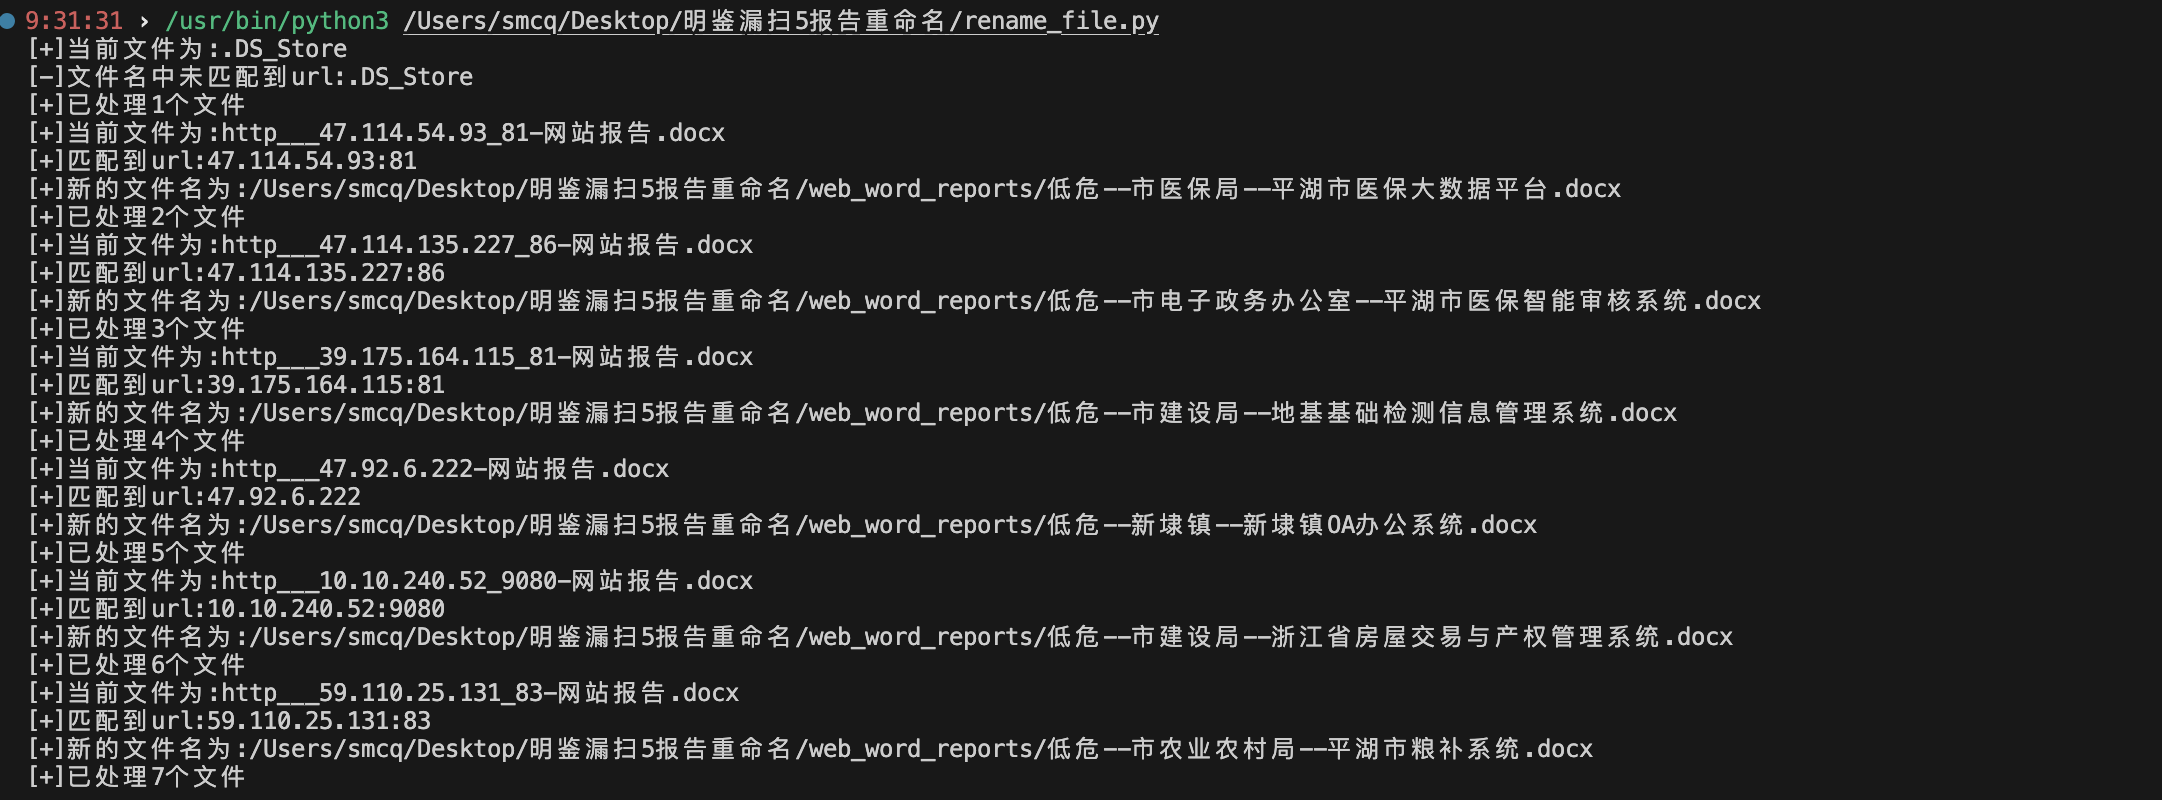 9:31:31 › /usr/bin/python3 /Users/smcq/Desktop/明鉴漏扫5报告重命名/rename_file.py
[+]当前文件为:.DS_Store
[-]文件名中未匹配到url:.DS_Store
[+]已处理1个文件
[+]当前文件为:http___47.114.54.93_81-网站报告.docx
[+]匹配到url:47.114.54.93:81
[+]新的文件名为:/Users/smcq/Desktop/明鉴漏扫5报告重命名/web_word_reports/低危--市医保局--平湖市医保大数据平台.docx
[+]已处理2个文件
[+]当前文件为:http___47.114.135.227_86-网站报告.docx
[+]匹配到url:47.114.135.227:86
[+]新的文件名为:/Users/smcq/Desktop/明鉴漏扫5报告重命名/web_word_reports/低危--市电子政务办公室--平湖市医保智能审核系统.docx
[+]已处理3个文件
[+]当前文件为:http___39.175.164.115_81-网站报告.docx
[+]匹配到url:39.175.164.115:81
[+]新的文件名为:/Users/smcq/Desktop/明鉴漏扫5报告重命名/web_word_reports/低危--市建设局--地基基础检测信息管理系统.docx
[+]已处理4个文件
[+]当前文件为:http___47.92.6.222-网站报告.docx
[+]匹配到url:47.92.6.222
[+]新的文件名为:/Users/smcq/Desktop/明鉴漏扫5报告重命名/web_word_reports/低危--新埭镇--新埭镇OA办公系统.docx
[+]已处理5个文件
[+]当前文件为:http___10.10.240.52_9080-网站报告.docx
[+]匹配到url:10.10.240.52:9080
[+]新的文件名为:/Users/smcq/Desktop/明鉴漏扫5报告重命名/web_word_reports/低危--市建设局--浙江省房屋交易与产权管理系统.docx
[+]已处理6个文件
[+]当前文件为:http___59.110.25.131_83-网站报告.docx
[+]匹配到url:59.110.25.131:83
[+]新的文件名为:/Users/smcq/Desktop/明鉴漏扫5报告重命名/web_word_reports/低危--市农业农村局--平湖市粮补系统.docx
[+]已处理7个文件